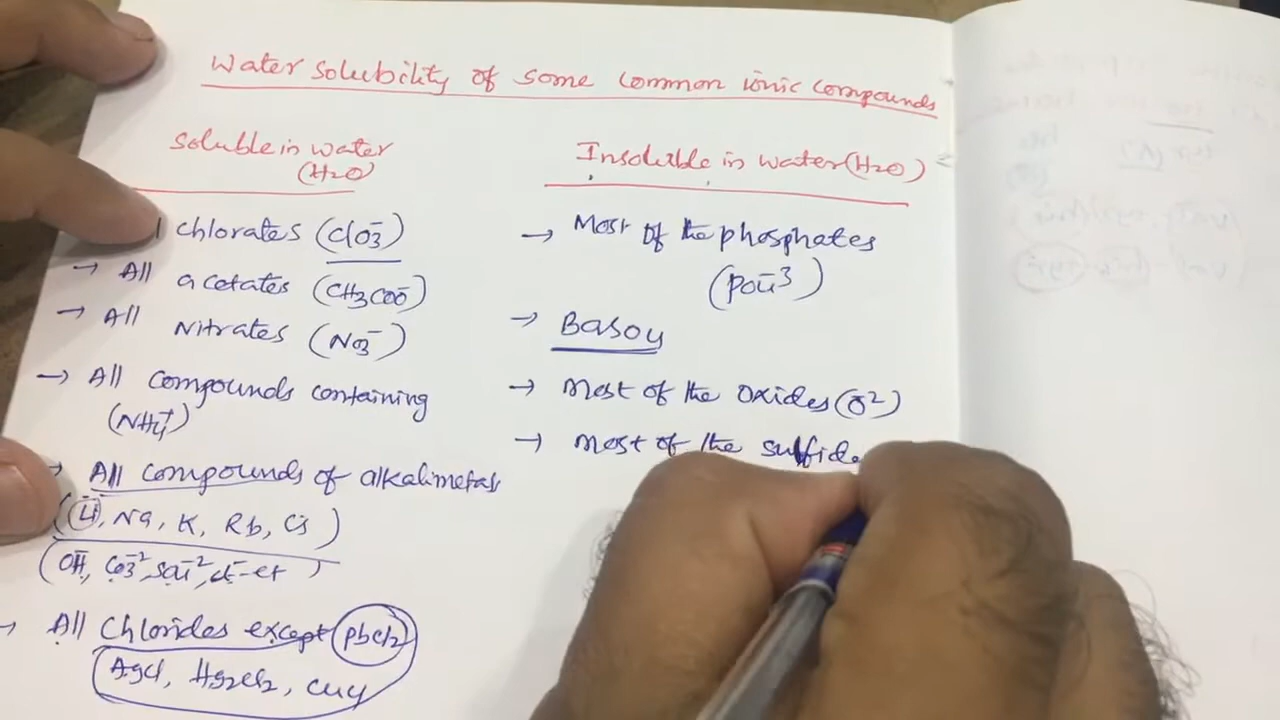 Water solubility of some common ionic compounds
Soluble in water
(H2O)
chlorates (ClO3⁻)
→ All acetates (CH3COO⁻)
→ All Nitrates (NO3⁻)
→ All compounds containing
(NH4⁺)
→ All compounds of alkalimetals
(Li, Na, K, Rb, Cs)
(OH⁻, CO3⁻², SO4⁻², Cl⁻
→ All Chlorides except PbCl2
AgCl, Hg2Cl2, CuCl
Insoluble in water (H2O)
→ Most of the phosphates
(PO4⁻³)
→ BaSO4
→ Most of the oxides (O⁻²)
→ Most of the sulfide